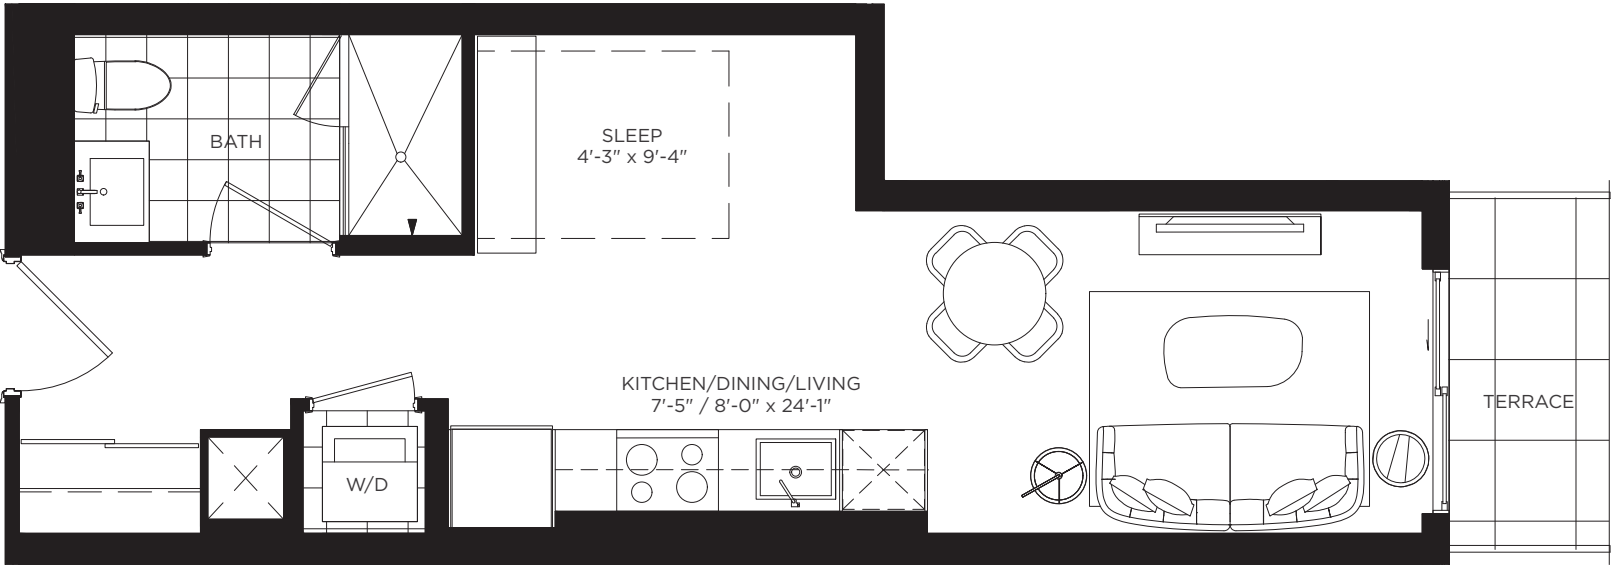 BATH
SLEEP
4'-3" x 9'-4"
KITCHEN/DINING/LIVING
7'-5" / 8'-0" x 24'-1"
TERRACE
W/D